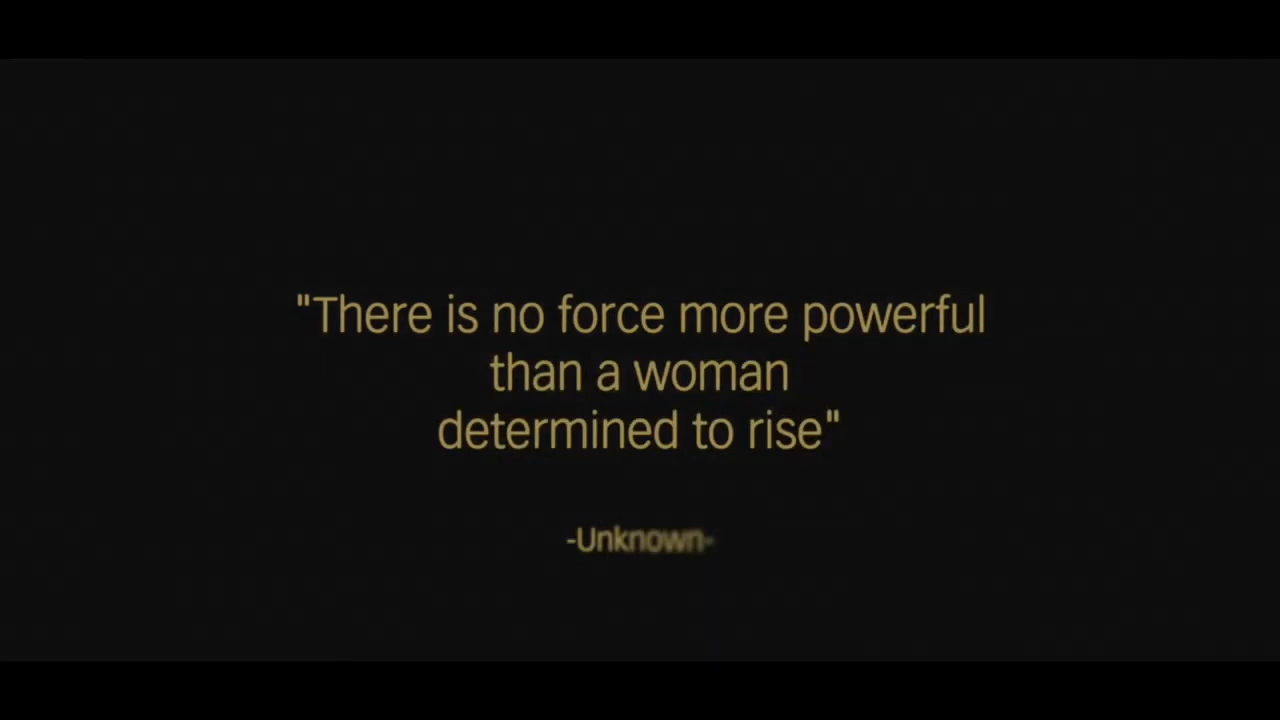 "There is no force more powerful
than a woman
determined to rise"
-Unknown-